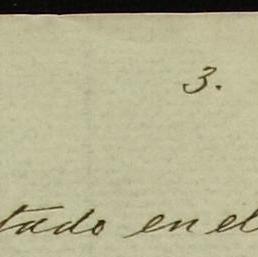 3.
tado en el